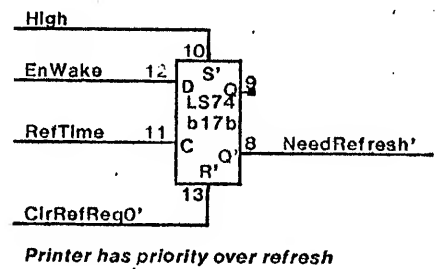 High
10
S'
EnWake 12 D Q 9
LS74
b17b
RefTime 11 C Q' 8 NeedRefresh'
R'
13
ClrRefReq0'
Printer has priority over refresh